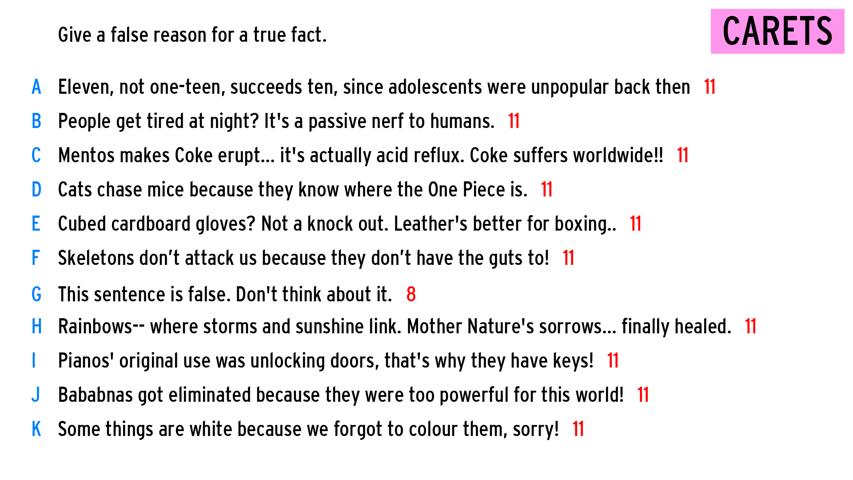 Give a false reason for a true fact.
CARETS
A Eleven, not one-teen, succeeds ten, since adolescents were unpopular back then 11
B People get tired at night? It's a passive nerf to humans. 11
C Mentos makes Coke erupt... it's actually acid reflux. Coke suffers worldwide!! 11
D Cats chase mice because they know where the One Piece is. 11
E Cubed cardboard gloves? Not a knock out. Leather's better for boxing.. 11
F Skeletons don’t attack us because they don’t have the guts to! 11
G This sentence is false. Don't think about it. 8
H Rainbows-- where storms and sunshine link. Mother Nature's sorrows... finally healed. 11
I Pianos' original use was unlocking doors, that's why they have keys! 11
J Bababnas got eliminated because they were too powerful for this world! 11
K Some things are white because we forgot to colour them, sorry! 11